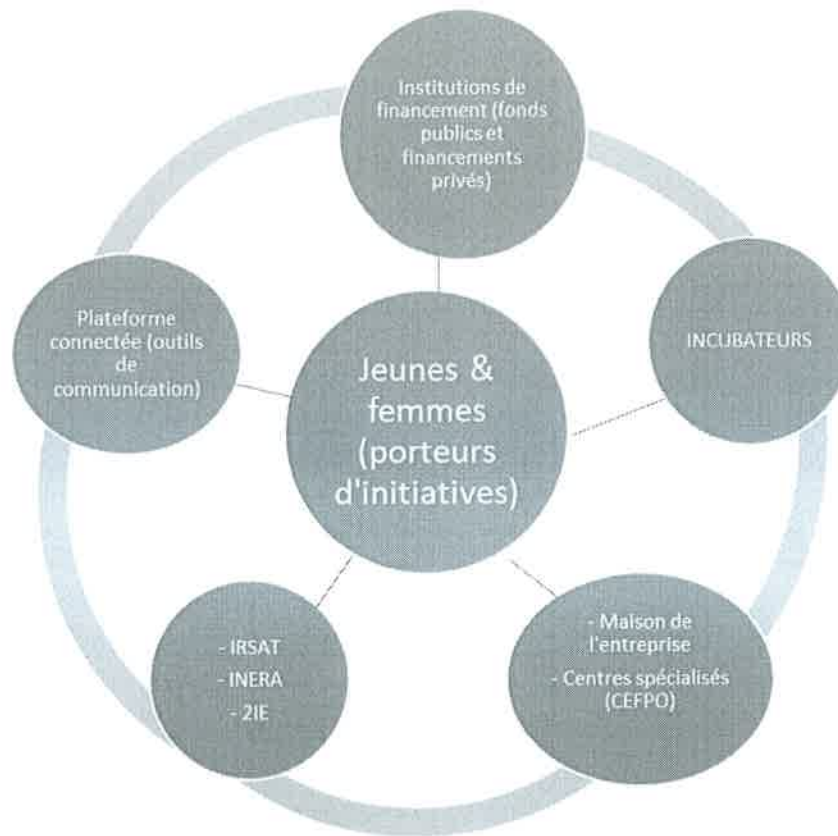 Institutions de
financement (fonds
publics et
financements
privés)
Plateforme
connectée (outils
de
communication)
INCUBATEURS
Jeunes &
femmes
(porteurs
d'initiatives)
- IRSAT
- INERA
- 2IE
- Maison de
l'entreprise
- Centres spécialisés
(CEFPO)